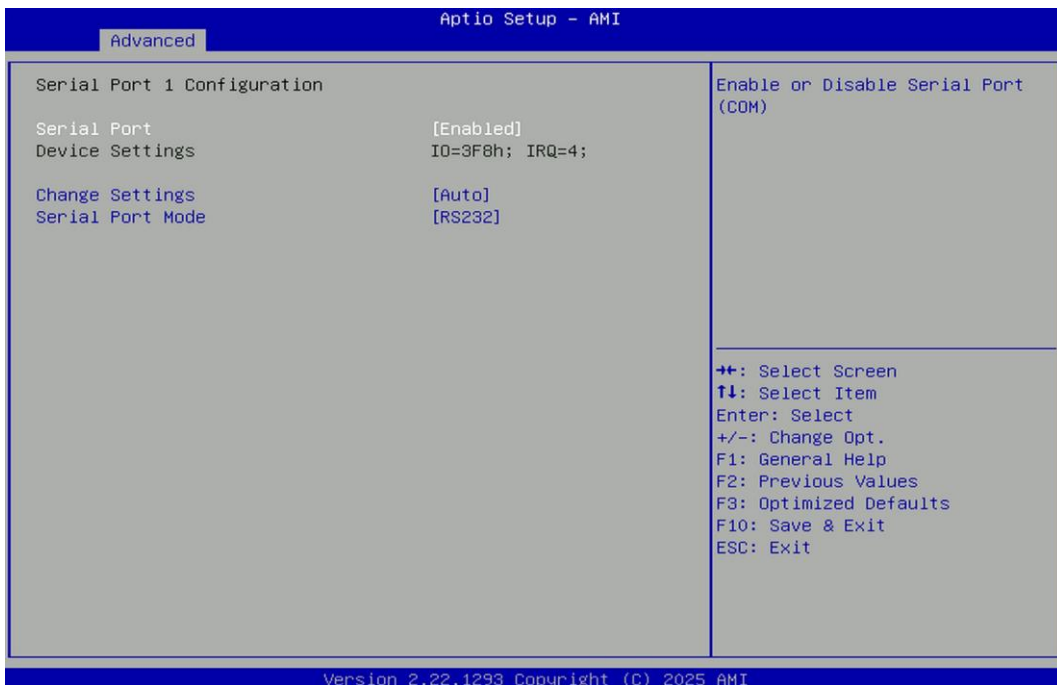 Aptio Setup - AMI
Advanced
Serial Port 1 Configuration
Serial Port [Enabled]
Device Settings IO=3F8h; IRQ=4;
Change Settings [Auto]
Serial Port Mode [RS232]
Enable or Disable Serial Port
(COM)
→←: Select Screen
↑↓: Select Item
Enter: Select
+/-: Change Opt.
F1: General Help
F2: Previous Values
F3: Optimized Defaults
F10: Save & Exit
ESC: Exit
Version 2.22.1293 Copyright (C) 2025 AMI